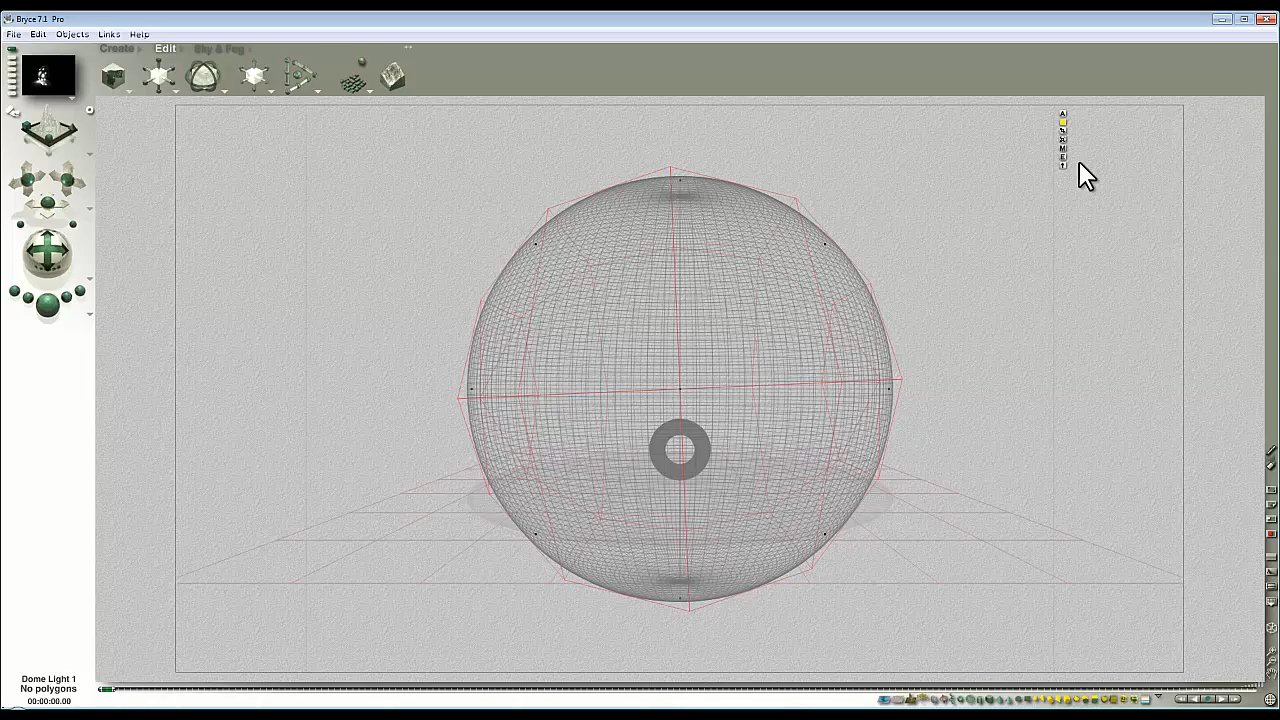 Bryce 7.1 Pro
File Edit Objects Links Help
Create Edit Sky & Fog
A
M
E
Dome Light 1
No polygons
00:00:00.00